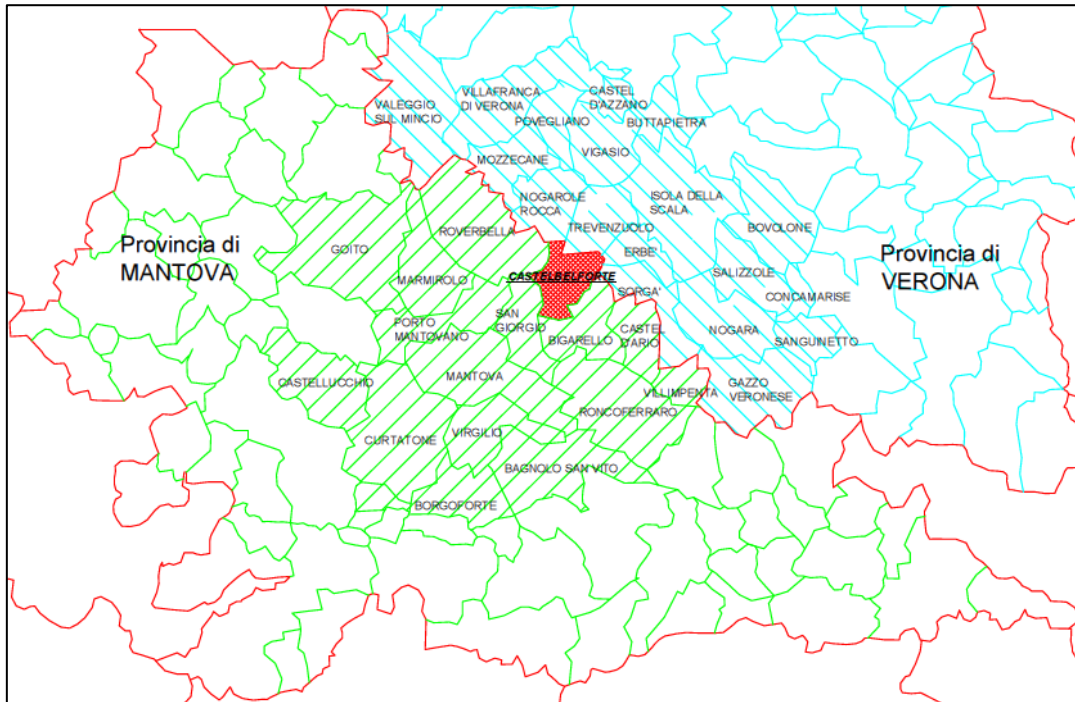 VALEGGIO
SUL MINCIO
VILLAFRANCA
DI VERONA
POVEGLIANO
CASTEL
D'AZZANO
BUTTAPIETRA
MOZZECANE
VIGASIO
NOGAROLE
ROCCA
ISOLA DELLA
SCALA
TREVENZUOLO
BOVOLONE
ERBE'
Provincia di
MANTOVA
GOITO
ROVERBELLA
Provincia di
VERONA
MARMIROLO
CASTELBELFORTE
SALIZZOLE
SORGA'
CONCAMARISE
PORTO
MANTOVANO
SAN
GIORGIO
BIGARELLO
CASTEL
D'ARIO
NOGARA
SANGUINETTO
CASTELLUCCHIO
MANTOVA
VILLIMPENTA
GAZZO
VERONESE
RONCOFERRARO
CURTATONE
VIRGILIO
BAGNOLO SAN VITO
BORGOFORTE